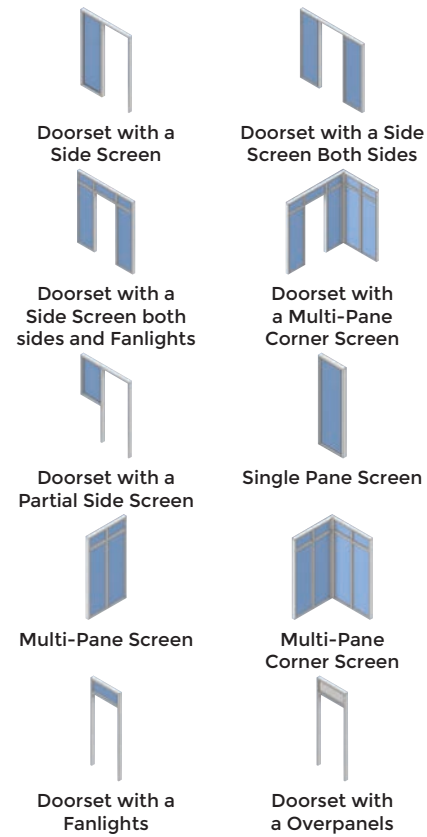 Doorset with a
Side Screen
Doorset with a Side
Screen Both Sides
Doorset with a
Side Screen both
sides and Fanlights
Doorset with
a Multi-Pane
Corner Screen
Doorset with a
Partial Side Screen
Single Pane Screen
Multi-Pane Screen
Multi-Pane
Corner Screen
Doorset with a
Fanlights
Doorset with
a Overpanels